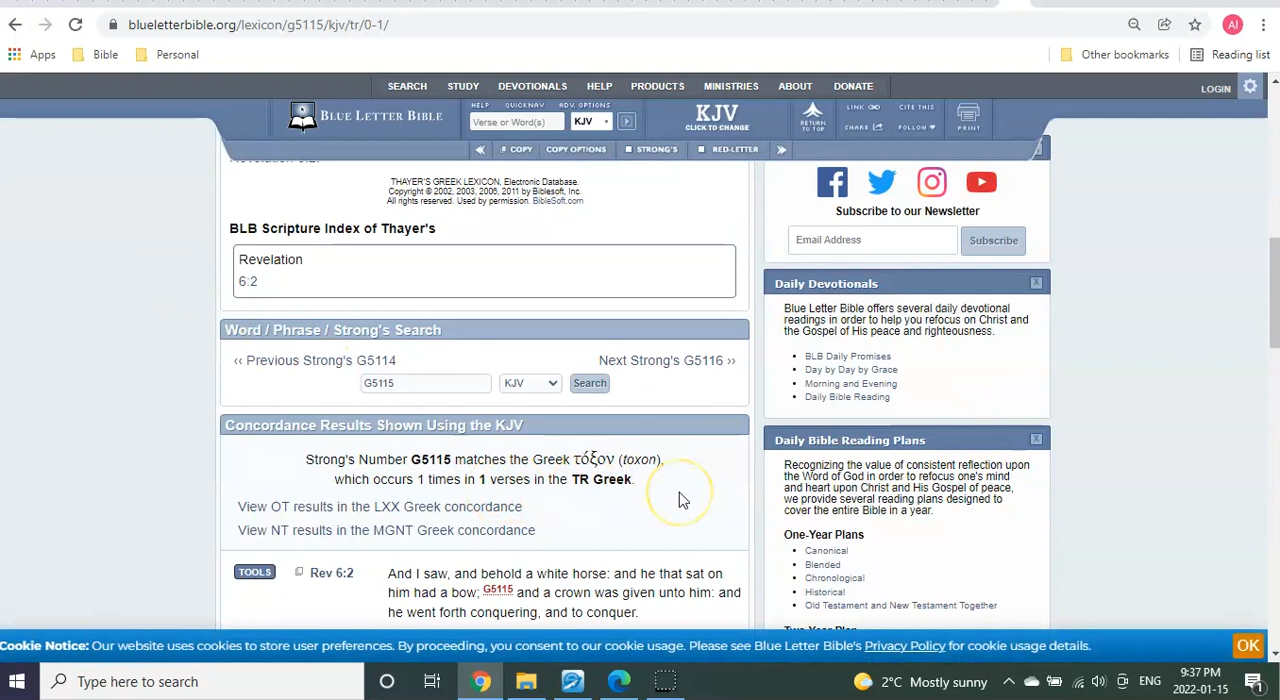 blueletterbible.org/lexicon/g5115/kjv/tr/0-1/
AI
Apps
Bible
Personal
Other bookmarks
Reading list
SEARCH STUDY DEVOTIONALS HELP PRODUCTS MINISTRIES ABOUT DONATE
LOGIN
BLUE LETTER BIBLE
HELP QUICKNAV ADV. OPTIONS
Verse or Word(s)
KJV
KJV
CLICK TO CHANGE
RETURN
TO TOP
LINK
CITE THIS
SHARE
FOLLOW
PRINT
COPY COPY OPTIONS STRONG'S RED-LETTER
THAYER'S GREEK LEXICON, Electronic Database.
Copyright © 2002, 2003, 2006, 2011 by Biblesoft, Inc.
All rights reserved. Used by permission. BibleSoft.com
BLB Scripture Index of Thayer's
Revelation
6:2
Word / Phrase / Strong's Search
‹‹ Previous Strong's G5114
Next Strong's G5116 ››
G5115
KJV
Search
Concordance Results Shown Using the KJV
Strong's Number G5115 matches the Greek τόξον (toxon),
which occurs 1 times in 1 verses in the TR Greek.
View OT results in the LXX Greek concordance
View NT results in the MGNT Greek concordance
TOOLS
Rev 6:2
And I saw, and behold a white horse: and he that sat on
him had a bow; G5115 and a crown was given unto him: and
he went forth conquering, and to conquer.
Subscribe to our Newsletter
Email Address
Subscribe
Daily Devotionals
X
Blue Letter Bible offers several daily devotional
readings in order to help you refocus on Christ and
the Gospel of His peace and righteousness.
• BLB Daily Promises
• Day by Day by Grace
• Morning and Evening
• Daily Bible Reading
Daily Bible Reading Plans
X
Recognizing the value of consistent reflection upon
the Word of God in order to refocus one's mind
and heart upon Christ and His Gospel of peace,
we provide several reading plans designed to
cover the entire Bible in a year.
One-Year Plans
• Canonical
• Blended
• Chronological
• Historical
• Old Testament and New Testament Together
Cookie Notice: Our website uses cookies to store user preferences. By proceeding, you consent to our cookie usage. Please see Blue Letter Bible's Privacy Policy for cookie usage details.
OK
Type here to search
2°C Mostly sunny
ENG
9:37 PM
2022-01-15
1